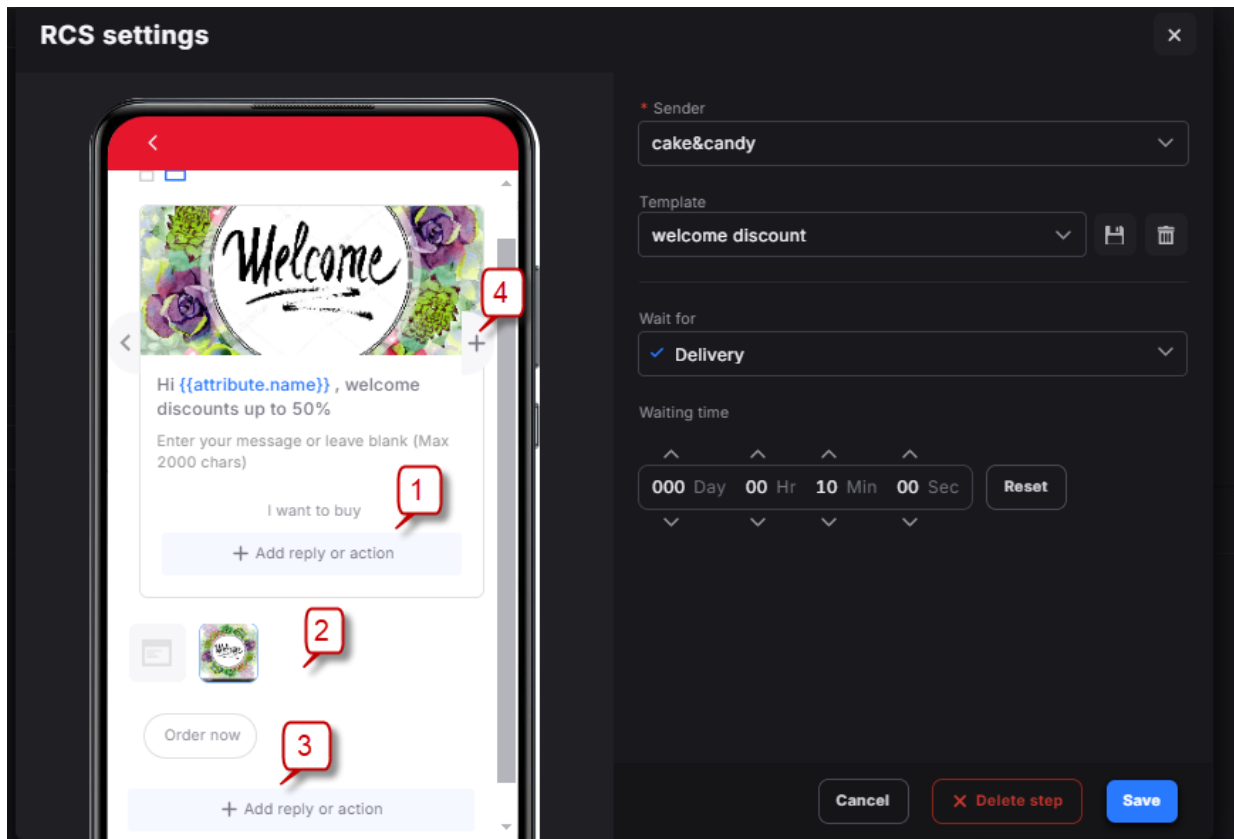 RCS settings
Welcome
4
Hi {{attribute.name}} , welcome
discounts up to 50%
Enter your message or leave blank (Max
2000 chars)
1
I want to buy
+ Add reply or action
2
Welcome
Order now
3
+ Add reply or action
* Sender
cake&candy
Template
welcome discount
Wait for
Delivery
Waiting time
000 Day 00 Hr 10 Min 00 Sec Reset
Cancel
Delete step
Save